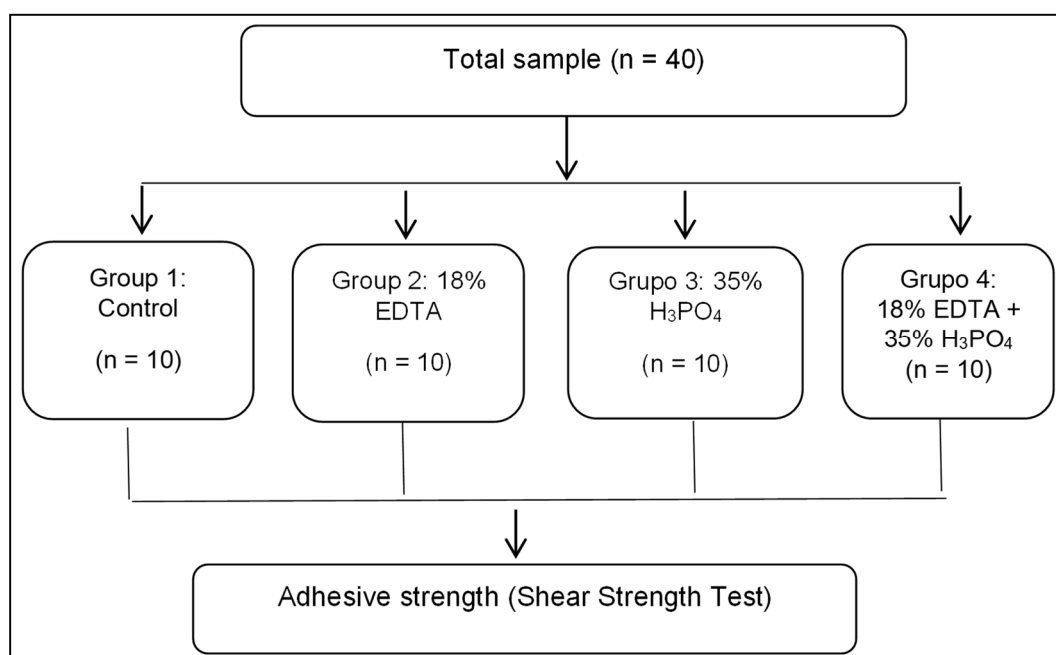 Total sample (n = 40)
Group 1:
Control
(n = 10)
Group 2: 18%
EDTA
(n = 10)
Grupo 3: 35%
H₃PO₄
(n = 10)
Grupo 4:
18% EDTA +
35% H₃PO₄
(n = 10)
Adhesive strength (Shear Strength Test)